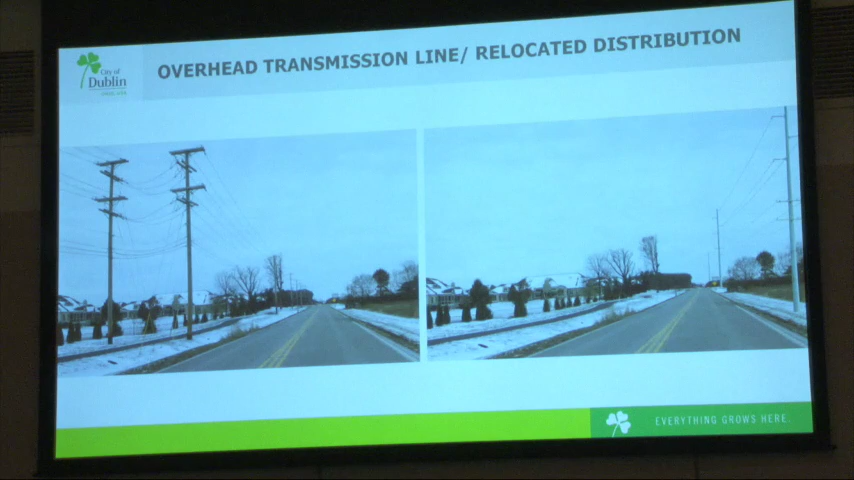 City of
Dublin
OVERHEAD TRANSMISSION LINE/ RELOCATED DISTRIBUTION
EVERYTHING GROWS HERE.